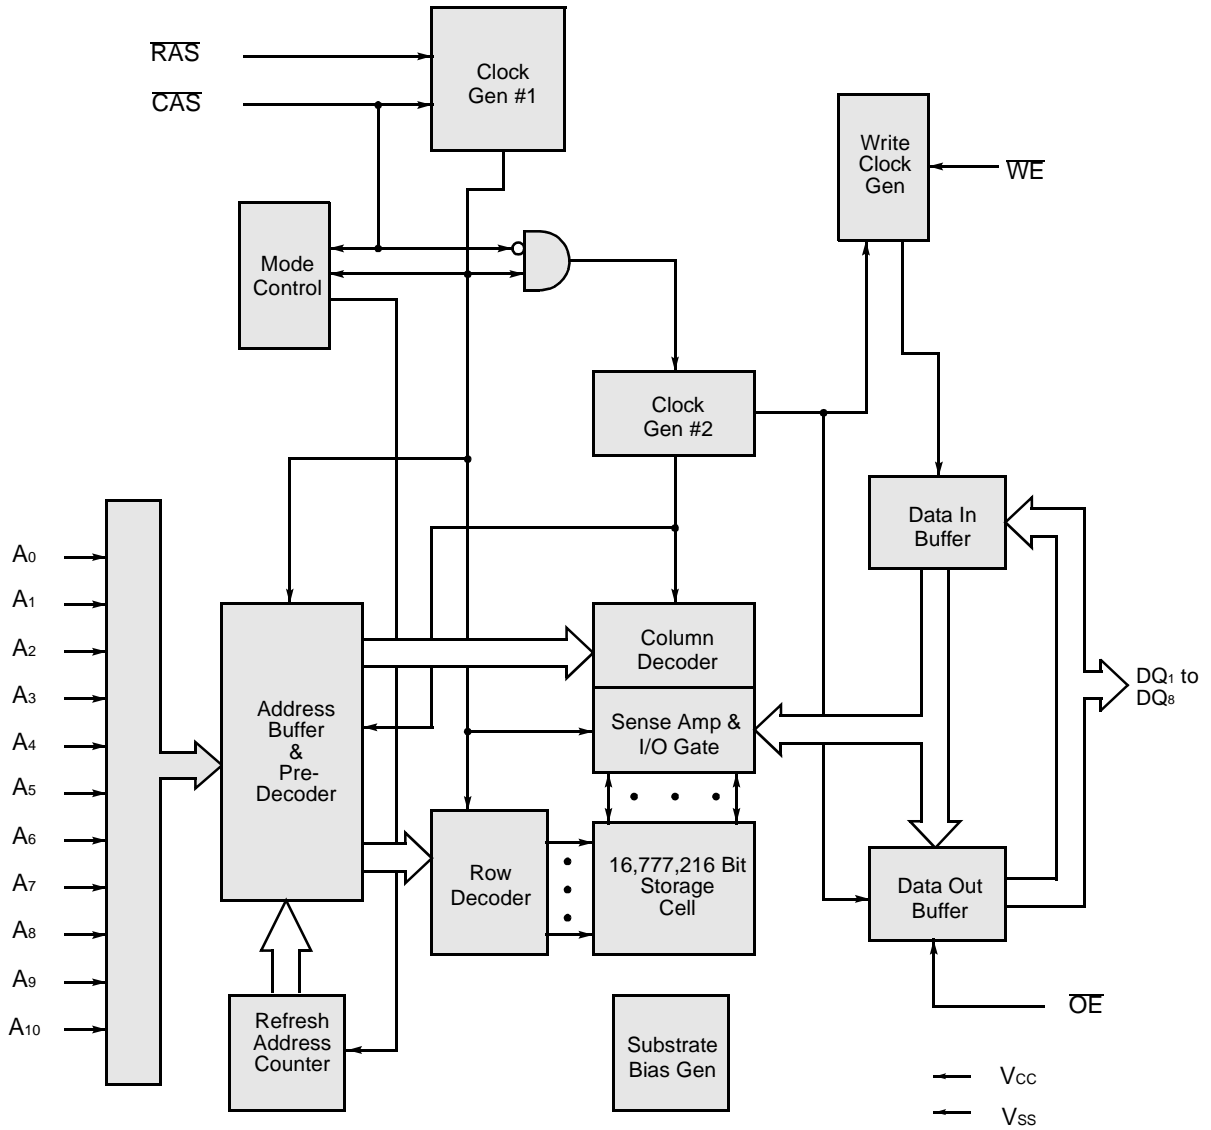 RAS
CAS
Clock
Gen #1
Write
Clock
Gen
WE
Mode
Control
Clock
Gen #2
Data In
Buffer
A0
A1
A2
A3
A4
A5
A6
A7
A8
A9
A10
Address
Buffer
&
Pre-
Decoder
Column
Decoder
Sense Amp &
I/O Gate
DQ1 to
DQ8
Row
Decoder
16,777,216 Bit
Storage
Cell
Data Out
Buffer
Refresh
Address
Counter
Substrate
Bias Gen
OE
VCC
VSS